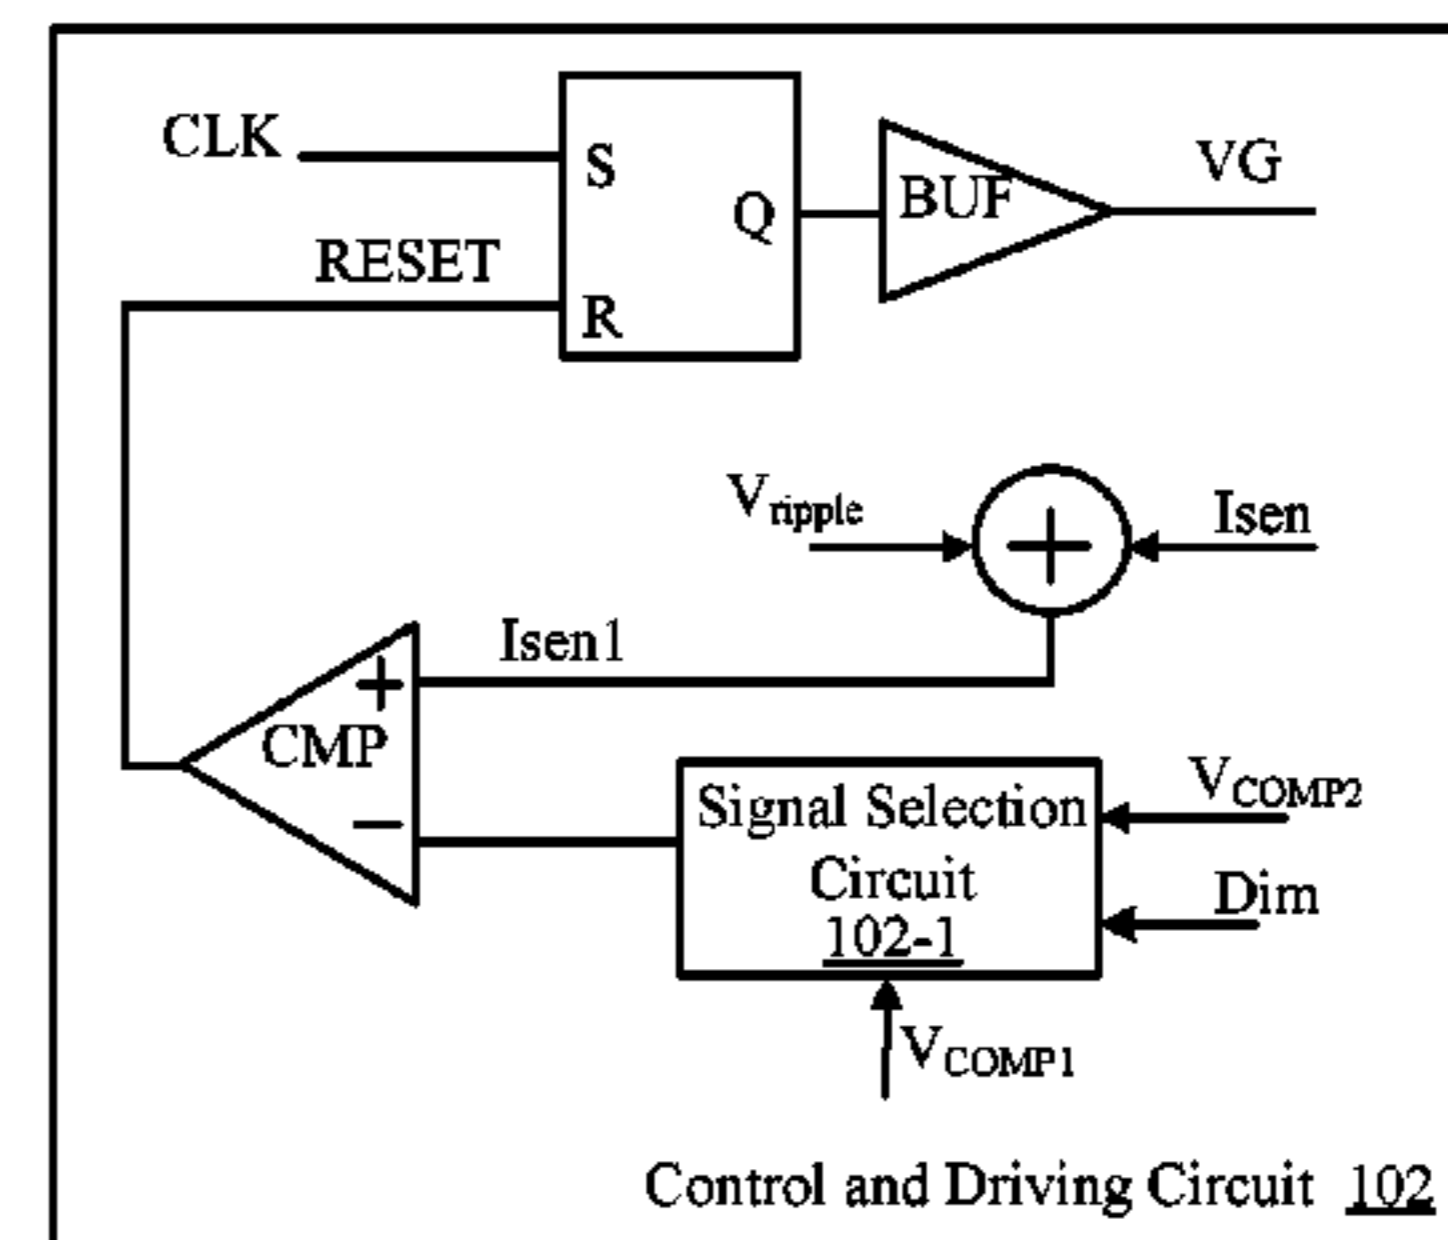 CLK
S
Q
BUF
VG
RESET
R
Vripple
+
Isen
Isen1
+
CMP
−
Signal Selection
Circuit
102-1
VCOMP2
Dim
VCOMP1
Control and Driving Circuit 102